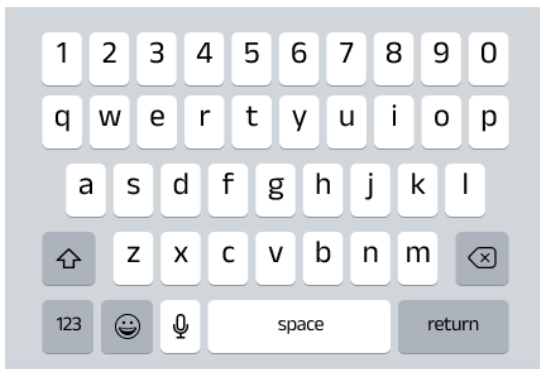 1 2 3 4 5 6 7 8 9 0
q w e r t y u i o p
a s d f g h j k l
z x c v b n m
123 space return